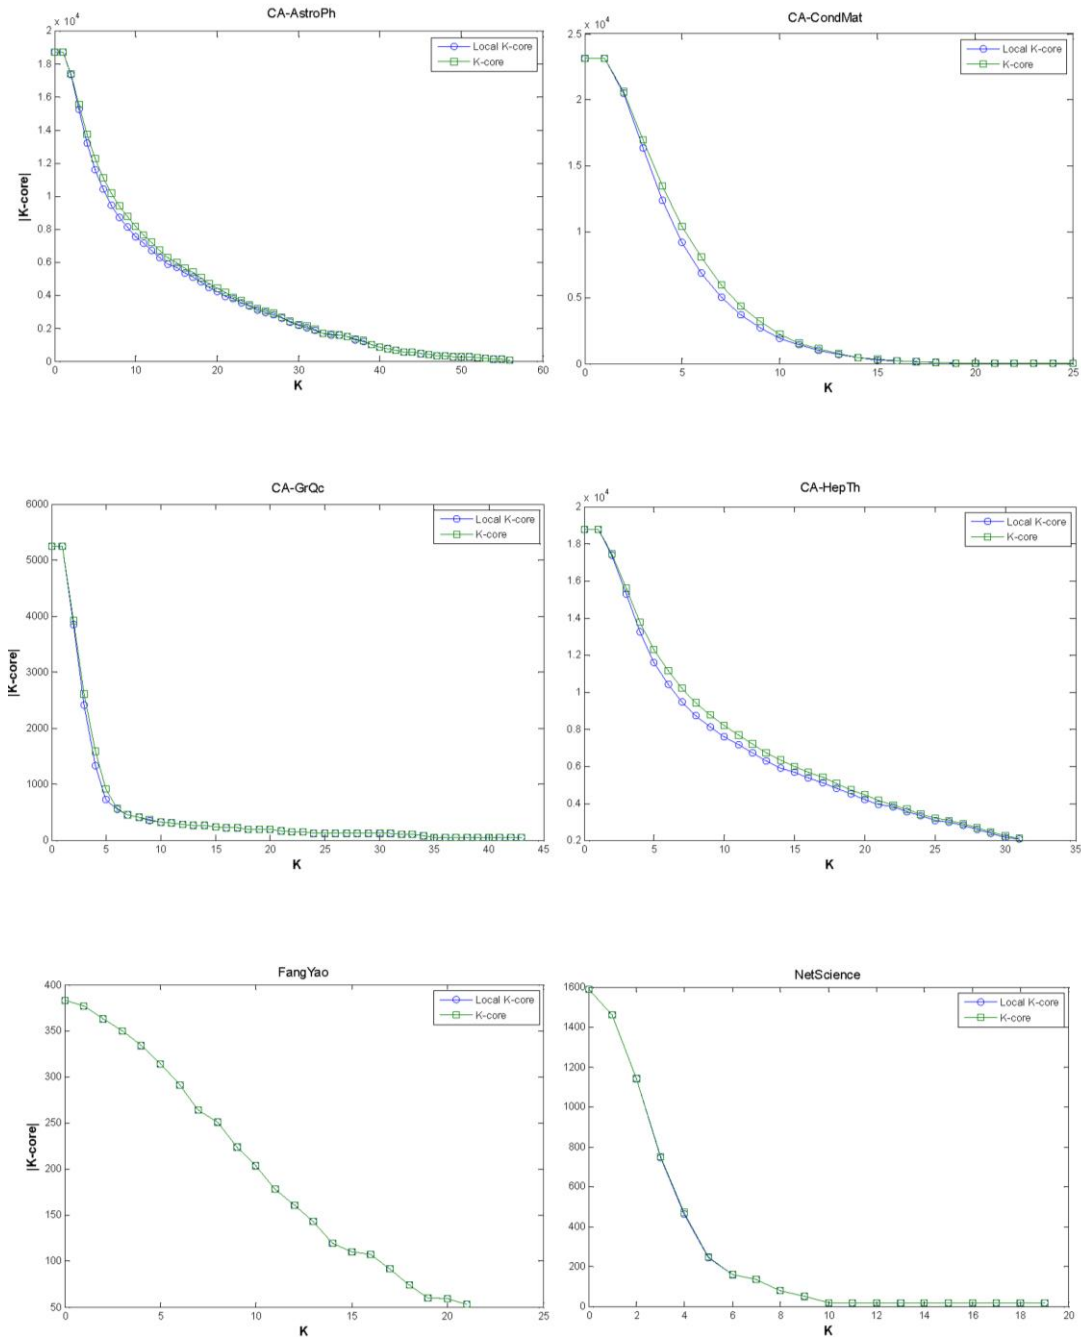 CA-AstroPh
x 10⁴
2
1.8
1.6
1.4
1.2
1
0.8
0.6
0.4
0.2
0
|K-core|
Local K-core
K-core
0 10 20 30 40 50 60
K
CA-CondMat
x 10⁴
2.5
2
1.5
1
0.5
0
Local K-core
K-core
0 5 10 15 20 25
K
CA-GrQc
6000
5000
4000
3000
2000
1000
0
|K-core|
Local K-core
K-core
0 5 10 15 20 25 30 35 40 45
K
CA-HepTh
x 10⁴
2
1.8
1.6
1.4
1.2
1
0.8
0.6
0.4
0.2
Local K-core
K-core
0 5 10 15 20 25 30 35
K
FangYao
400
350
300
250
200
150
100
50
|K-core|
Local K-core
K-core
0 5 10 15 20 25
K
NetScience
1600
1400
1200
1000
800
600
400
200
0
Local K-core
K-core
0 2 4 6 8 10 12 14 16 18 20
K